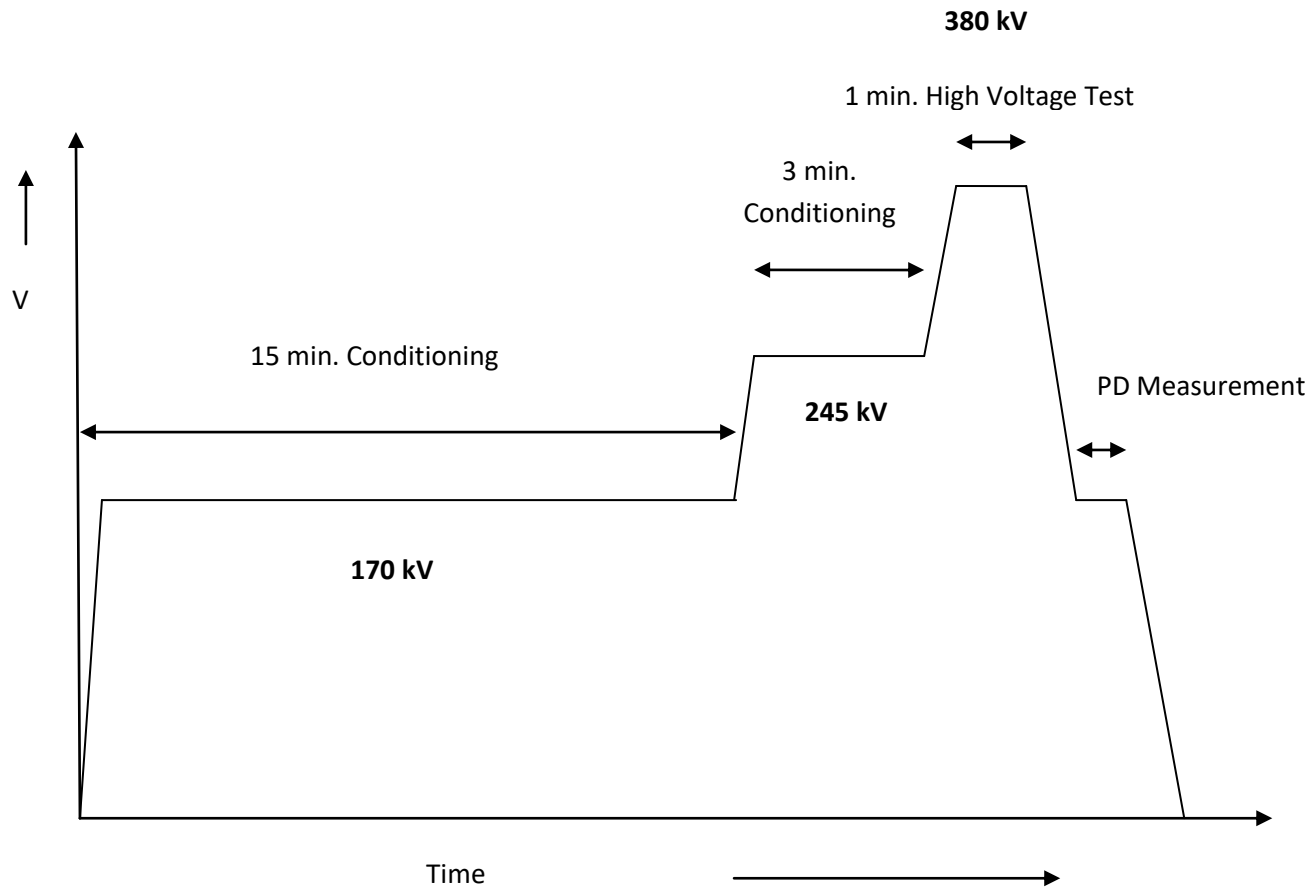 380 kV
1 min. High Voltage Test
3 min.
Conditioning
V
15 min. Conditioning
PD Measurement
245 kV
170 kV
Time